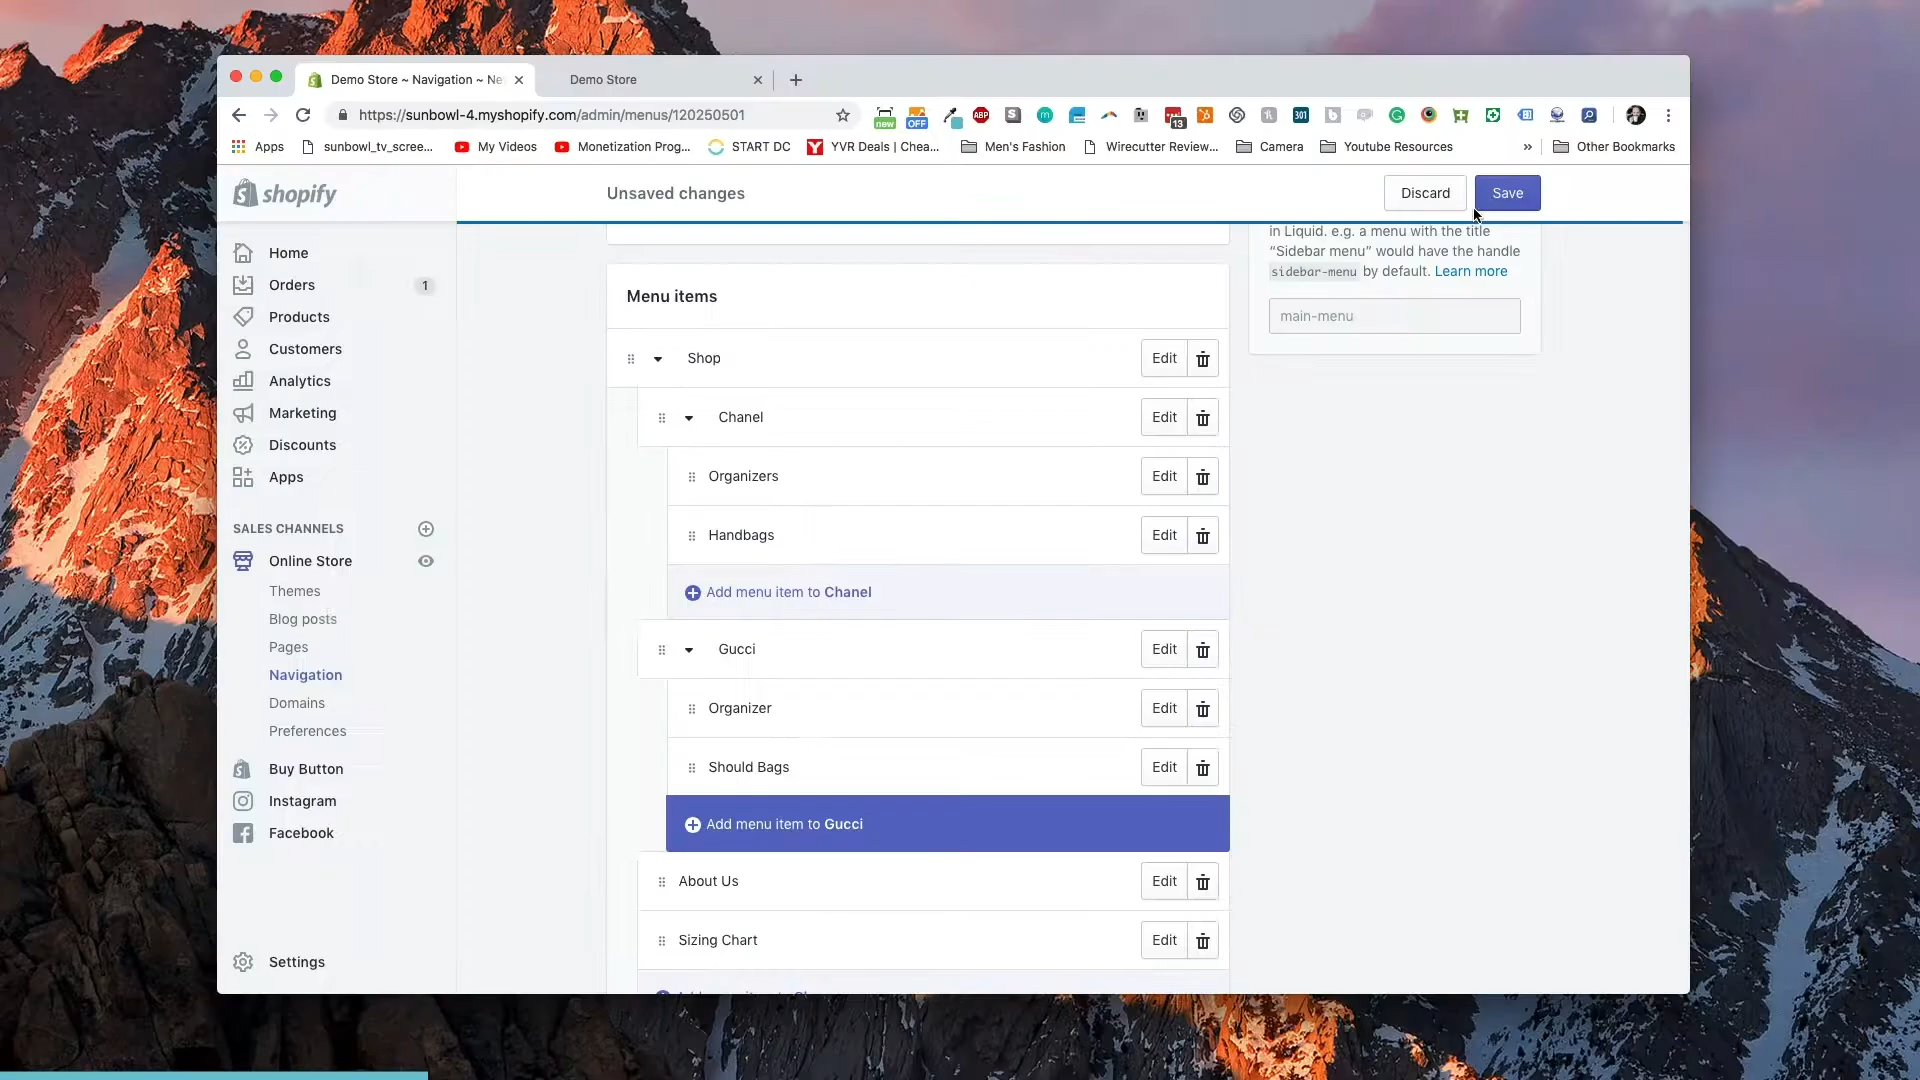 Demo Store ~ Navigation ~ Ne
Demo Store
https://sunbowl-4.myshopify.com/admin/menus/120250501
new
OFF
ABP
13
301
Apps
sunbowl_tv_scree...
My Videos
Monetization Prog...
START DC
YVR Deals | Chea...
Men's Fashion
Wirecutter Review...
Camera
Youtube Resources
»
Other Bookmarks
shopify
Unsaved changes
Discard
Save
Home
Orders
1
Products
Customers
Analytics
Marketing
Discounts
Apps
SALES CHANNELS
Online Store
Themes
Blog posts
Pages
Navigation
Domains
Preferences
Buy Button
Instagram
Facebook
Settings
Menu items
Shop
Edit
Chanel
Edit
Organizers
Edit
Handbags
Edit
Add menu item to Chanel
Gucci
Edit
Organizer
Edit
Should Bags
Edit
Add menu item to Gucci
About Us
Edit
Sizing Chart
Edit
in Liquid. e.g. a menu with the title
“Sidebar menu” would have the handle
sidebar-menu by default. Learn more
main-menu